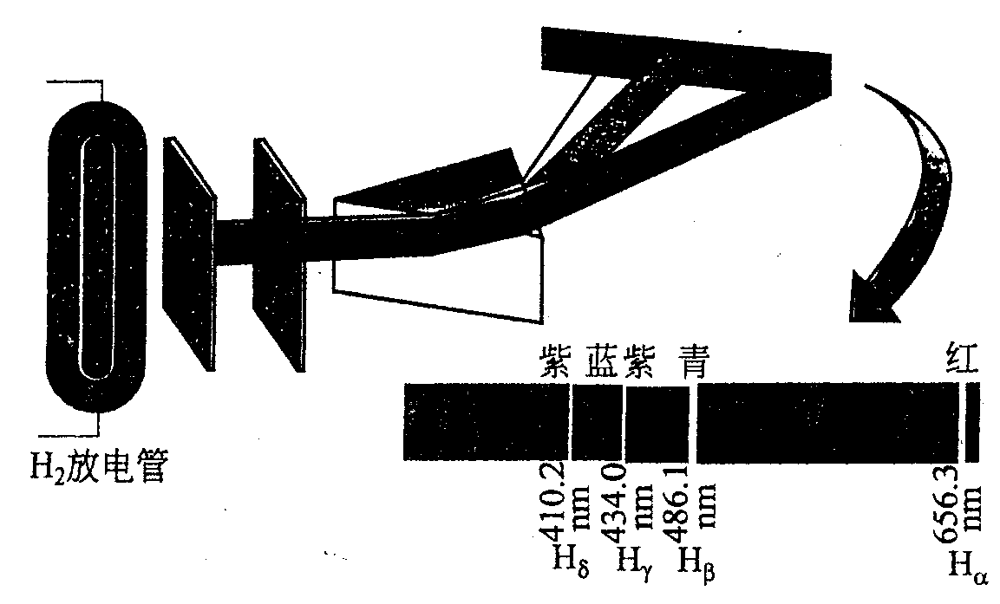 H₂放电管
紫 蓝紫 青 红
410.2 nm
434.0 nm
486.1 nm
656.3 nm
Hδ Hγ Hβ Hα